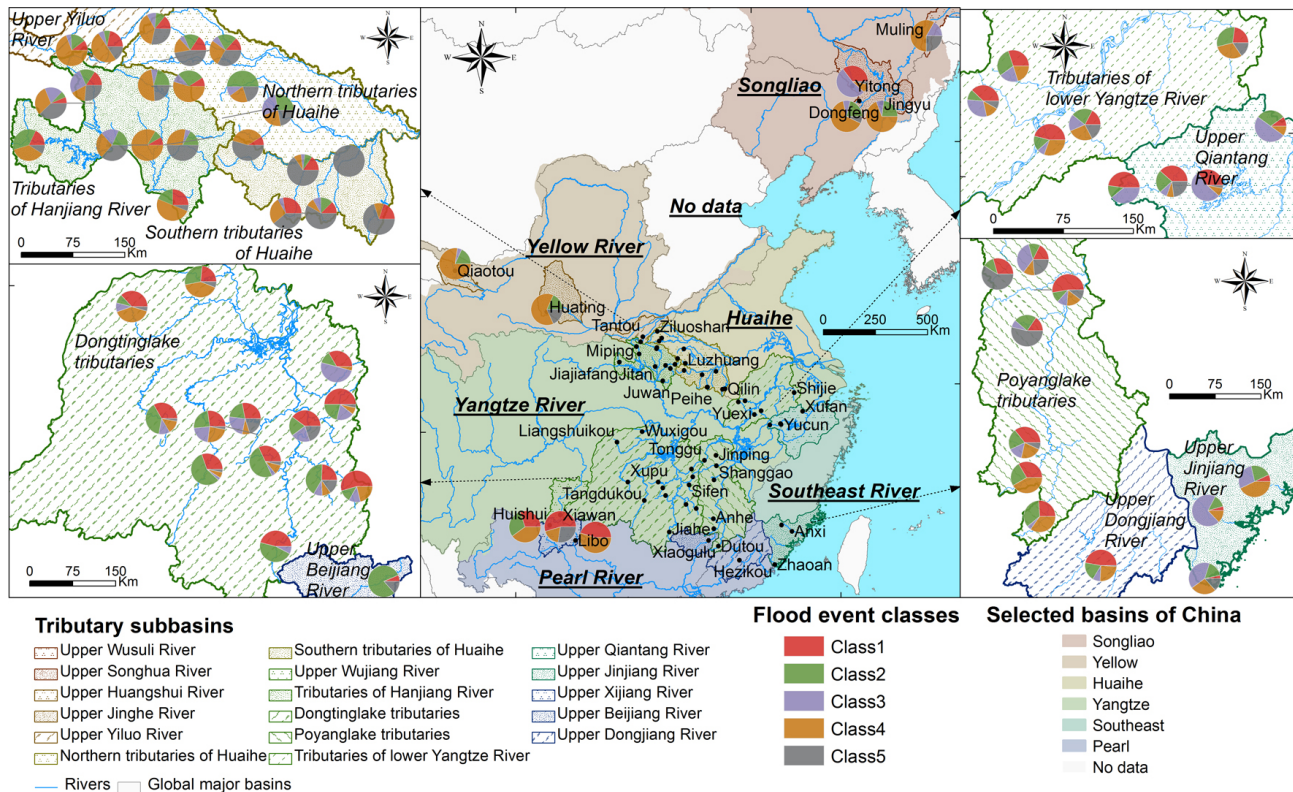 Upper Yiluo
River
N
W
E
S
Northern tributaries
of Huaihe
Tributaries
of Hanjiang River
Southern tributaries
of Huaihe
0 75 150
Km
Dongtinglake
tributaries
N
W
E
S
Upper
Beijiang
River
0 75 150
Km
N
W
E
S
Muling
Songliao
Yitong
Jingyu
Dongfeng
No data
Yellow River
Qiaotou
Huating
Huaihe
0 250 500
Km
Tantou
Ziluoshan
Miping
Luzhuang
Jiajiafang
Jitan
Juwan
Peihe
Qilin
Shijie
Yuexi
Xufan
Yucun
Yangtze River
Liangshuikou
Wuxigou
Tonggu
Jinping
Shanggao
Xupu
Sifen
Tangdukou
Southeast River
Huishui
Xiawan
Libo
Anhe
Jiahe
Anxi
Xiaogulu
Dutou
Hezikou
Zhaoan
Pearl River
N
W
E
S
Tributaries of
lower Yangtze River
Upper
Qiantang
River
0 75 150
Km
N
W
E
S
0 75 150
Km
Poyanglake
tributaries
Upper
Jinjiang
River
Upper
Dongjiang
River
Tributary subbasins
Upper Wusuli River
Upper Songhua River
Upper Huangshui River
Upper Jinghe River
Upper Yiluo River
Northern tributaries of Huaihe
Southern tributaries of Huaihe
Upper Wujiang River
Tributaries of Hanjiang River
Dongtinglake tributaries
Poyanglake tributaries
Tributaries of lower Yangtze River
Upper Qiantang River
Upper Jinjiang River
Upper Xijiang River
Upper Beijiang River
Upper Dongjiang River
Rivers
Global major basins
Flood event classes
Class1
Class2
Class3
Class4
Class5
Selected basins of China
Songliao
Yellow
Huaihe
Yangtze
Southeast
Pearl
No data